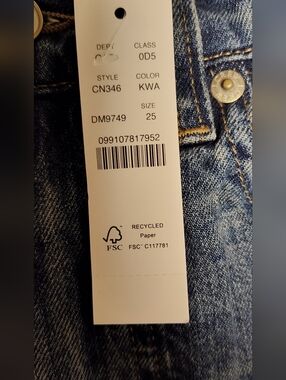 DEPT CLASS
0D5
STYLE COLOR
CN346 KWA
SIZE
DM9749 25
099107817952
RECYCLED
Paper
FSC FSC® C117781